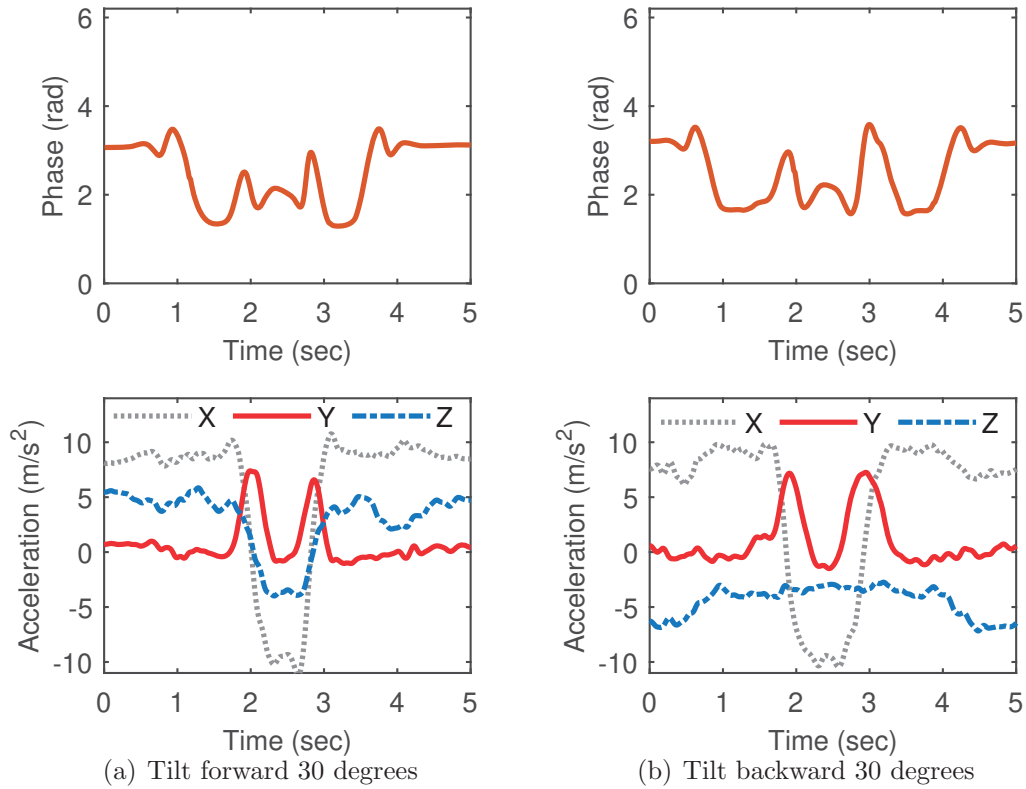 6
4
2
0
Phase (rad)
0 1 2 3 4 5
Time (sec)
6
4
2
0
Phase (rad)
0 1 2 3 4 5
Time (sec)
X Y Z
10
5
0
-5
-10
Acceleration (m/s²)
0 1 2 3 4 5
Time (sec)
(a) Tilt forward 30 degrees
X Y Z
10
5
0
-5
-10
Acceleration (m/s²)
0 1 2 3 4 5
Time (sec)
(b) Tilt backward 30 degrees